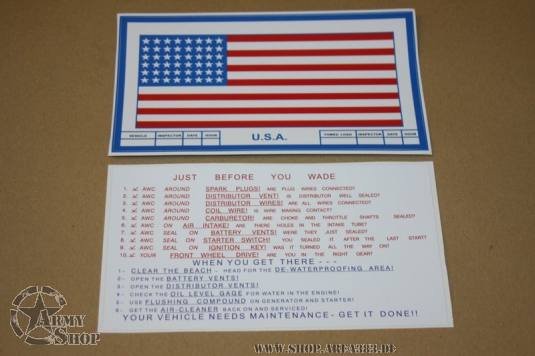 VEHICLE INSPECTOR DATE HOUR
U.S.A.
TOWED LOAD INSPECTOR DATE HOUR
JUST BEFORE YOU WADE
1. AWC AROUND SPARK PLUGS! ARE PLUG WIRES CONNECTED?
2. AWC AROUND DISTRIBUTOR VENT! IS DISTRIBUTOR WELL SEALED?
3. AWC AROUND DISTRIBUTOR WIRES! ARE ALL WIRES CONNECTED?
4. AWC AROUND COIL WIRE! IS WIRE MAKING CONTACT?
5. AWC AROUND CARBURETOR! ARE CHOKE AND THROTTLE SHAFTS SEALED?
6. AWC ON AIR INTAKE! ARE THERE HOLES IN THE INTAKE TUBE?
7. AWC SEAL ON BATTERY VENTS! WERE THEY JUST SEALED?
8. AWC SEAL ON STARTER SWITCH! YOU SEALED IT AFTER THE LAST START?
9. AWC SEAL ON IGNITION KEY! WAS IT TURNED ALL THE WAY ON?
10. YOUR FRONT WHEEL DRIVE! ARE YOU IN THE RIGHT GEAR?
WHEN YOU GET THERE - - -
1- CLEAR THE BEACH - HEAD FOR THE DE-WATERPROOFING AREA!
2- OPEN THE BATTERY VENTS!
3- OPEN THE DISTRIBUTOR VENTS!
4- CHECK THE OIL LEVEL GAGE FOR WATER IN THE ENGINE!
5- USE FLUSHING COMPOUND ON GENERATOR AND STARTER!
6- GET THE AIR-CLEANER BACK ON AND SERVICED!
YOUR VEHICLE NEEDS MAINTENANCE- GET IT DONE!!
ARMY
SHOP